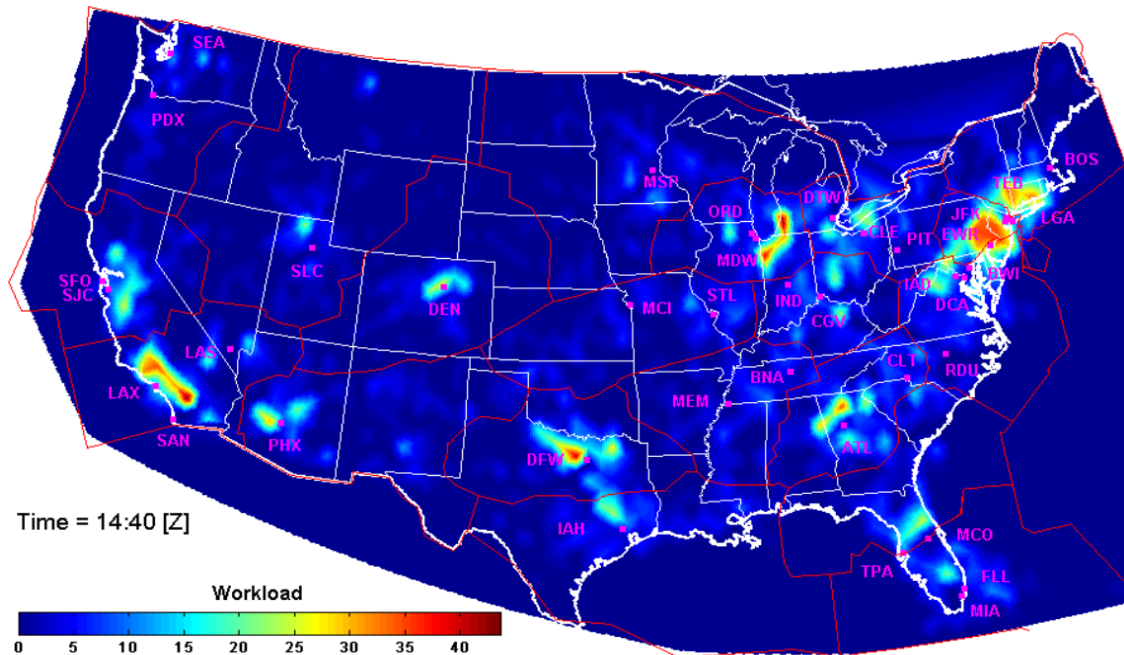 SEA
PDX
BOS
MSP
TEB
DTW
ORD
JFK
LGA
CLE
PIT
EWR
MDW
SLC
BWI
SFO
IAD
SJC
DCA
DEN
MCI
STL
IND
CGV
LAS
CLT
RDU
BNA
LAX
MEM
SAN
PHX
ATL
DFW
Time = 14:40 [Z]
IAH
MCO
TPA
FLL
Workload
MIA
0 5 10 15 20 25 30 35 40